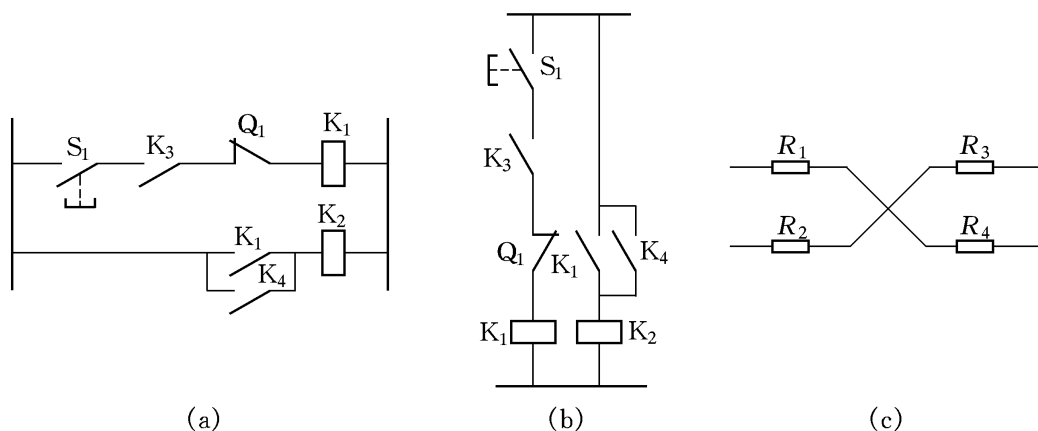 S₁
K₃
Q₁
K₁
K₁
K₄
K₂
(a)
S₁
K₃
Q₁
K₁
K₄
K₁
K₂
(b)
R₁
R₃
R₂
R₄
(c)